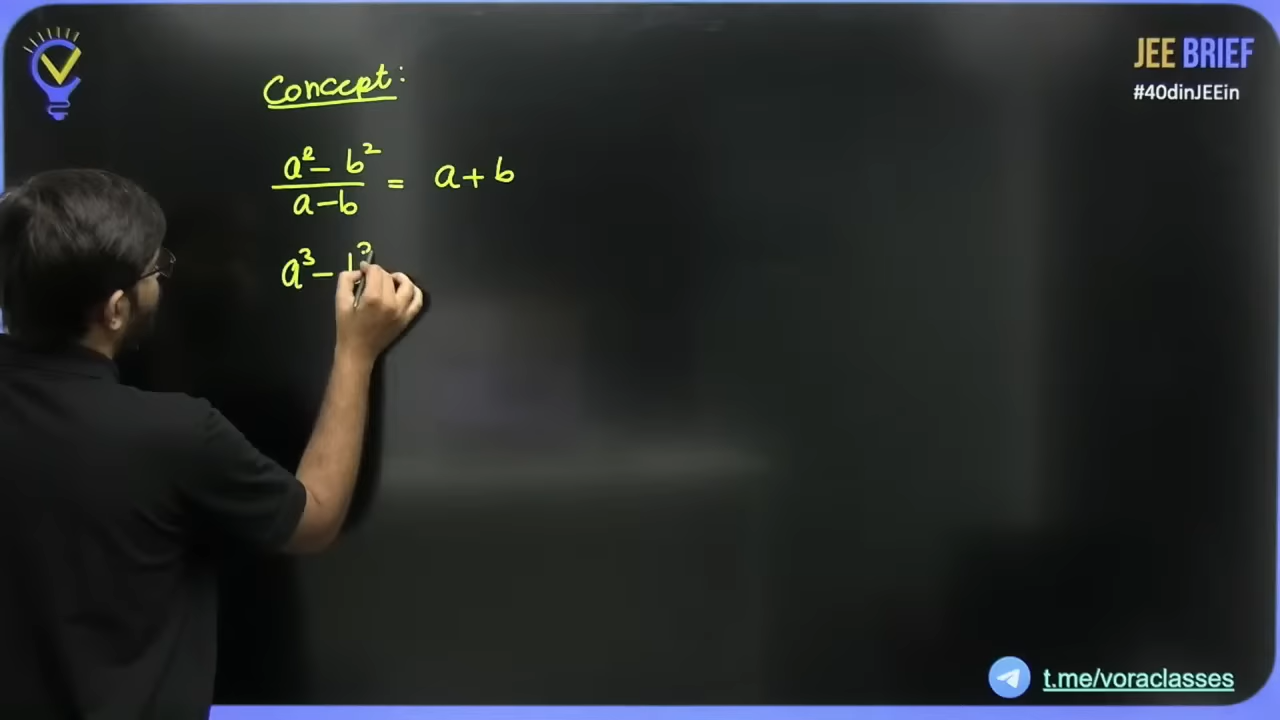 JEE BRIEF
#40dinJEEin
Concept:
a² - b²
a - b
= a + b
a³ -
t.me/voraclasses